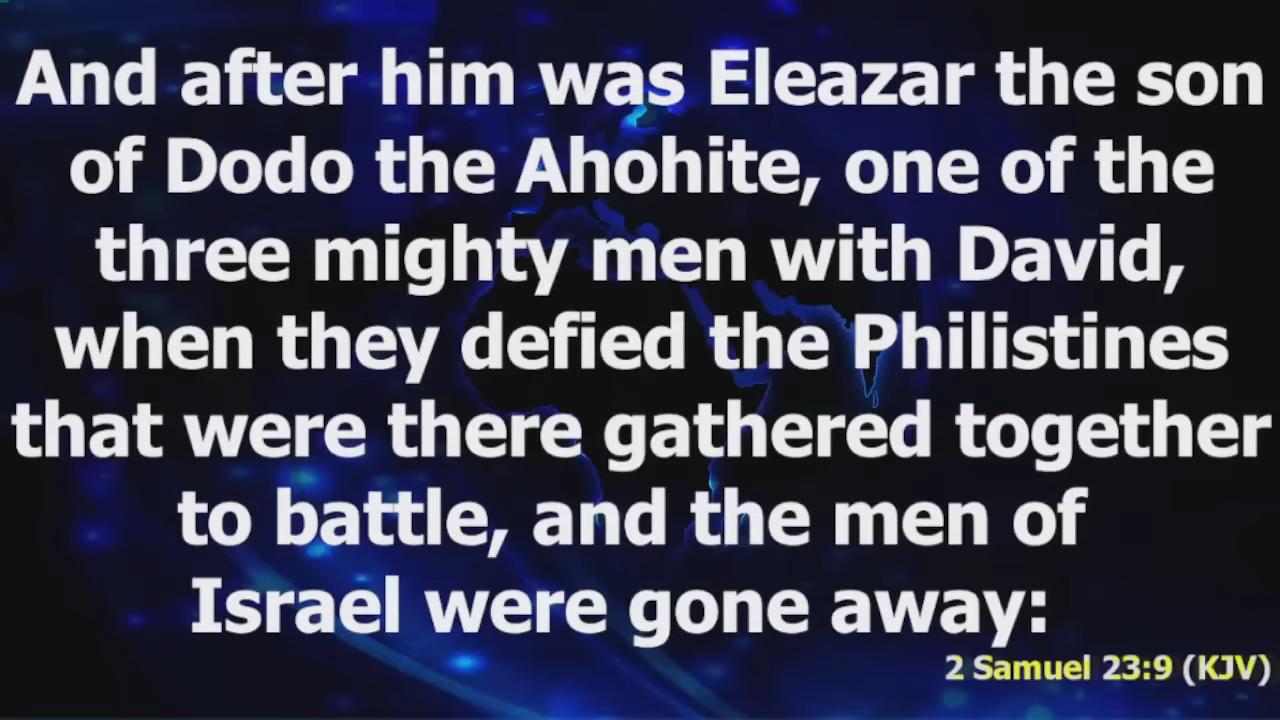 And after him was Eleazar the son
of Dodo the Ahohite, one of the
three mighty men with David,
when they defied the Philistines
that were there gathered together
to battle, and the men of
Israel were gone away:
2 Samuel 23:9 (KJV)